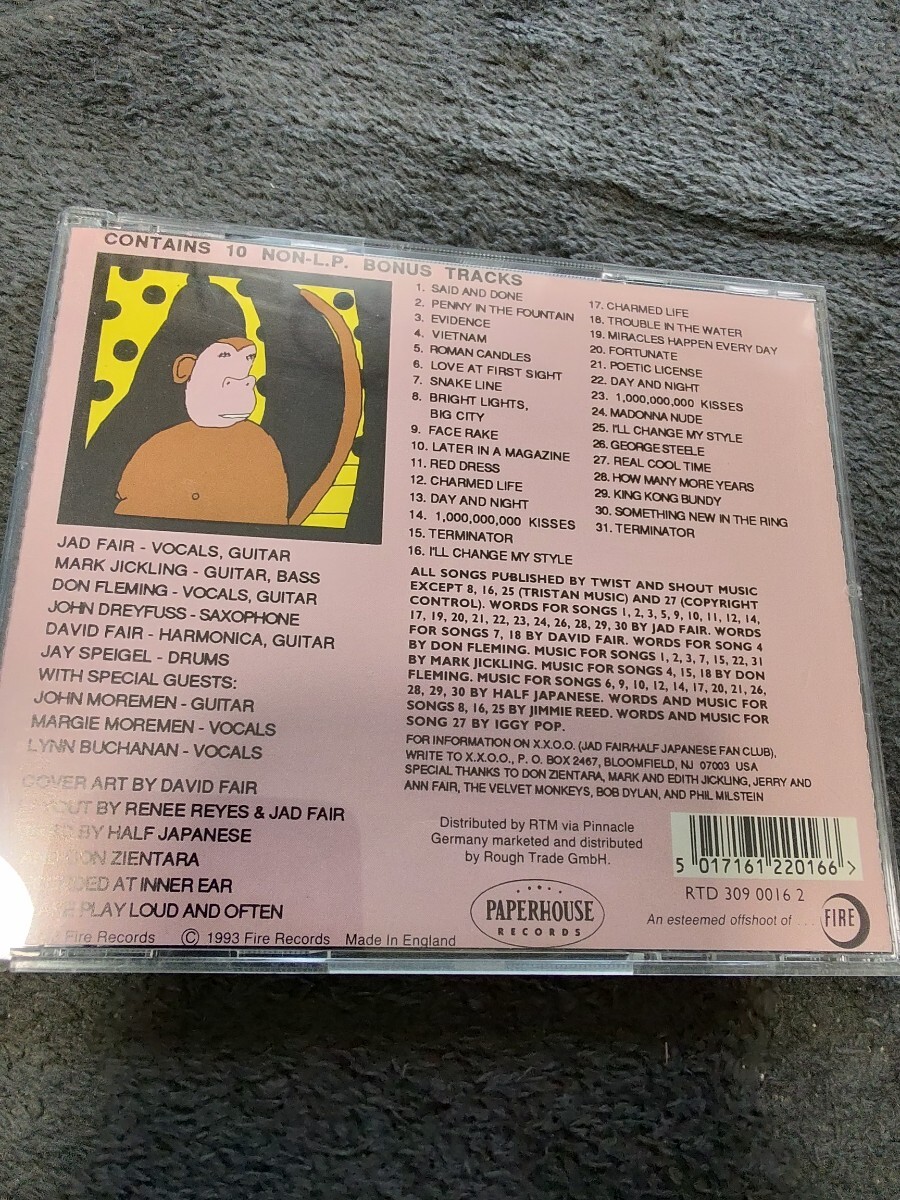 CONTAINS 10 NON-L.P. BONUS TRACKS
1. SAID AND DONE
2. PENNY IN THE FOUNTAIN
3. EVIDENCE
4. VIETNAM
5. ROMAN CANDLES
6. LOVE AT FIRST SIGHT
7. SNAKE LINE
8. BRIGHT LIGHTS,
BIG CITY
9. FACE RAKE
10. LATER IN A MAGAZINE
11. RED DRESS
12. CHARMED LIFE
13. DAY AND NIGHT
14. 1,000,000,000 KISSES
15. TERMINATOR
16. I'LL CHANGE MY STYLE
17. CHARMED LIFE
18. TROUBLE IN THE WATER
19. MIRACLES HAPPEN EVERY DAY
20. FORTUNATE
21. POETIC LICENSE
22. DAY AND NIGHT
23. 1,000,000,000 KISSES
24. MADONNA NUDE
25. I'LL CHANGE MY STYLE
26. GEORGE STEELE
27. REAL COOL TIME
28. HOW MANY MORE YEARS
29. KING KONG BUNDY
30. SOMETHING NEW IN THE RING
31. TERMINATOR
JAD FAIR - VOCALS, GUITAR
MARK JICKLING - GUITAR, BASS
DON FLEMING - VOCALS, GUITAR
JOHN DREYFUSS - SAXOPHONE
DAVID FAIR - HARMONICA, GUITAR
JAY SPEIGEL - DRUMS
WITH SPECIAL GUESTS:
JOHN MOREMEN - GUITAR
MARGIE MOREMEN - VOCALS
LYNN BUCHANAN - VOCALS
COVER ART BY DAVID FAIR
BY RENEE REYES & JAD FAIR
BY HALF JAPANESE
DON ZIENTARA
AT INNER EAR
PLAY LOUD AND OFTEN
Fire Records © 1993 Fire Records Made In England
ALL SONGS PUBLISHED BY TWIST AND SHOUT MUSIC
EXCEPT 8, 16, 25 (TRISTAN MUSIC) AND 27 (COPYRIGHT
CONTROL). WORDS FOR SONGS 1, 2, 3, 5, 9, 10, 11, 12, 14,
17, 19, 20, 21, 22, 23, 24, 26, 28, 29, 30 BY JAD FAIR. WORDS
FOR SONGS 7, 18 BY DAVID FAIR. WORDS FOR SONG 4
BY DON FLEMING. MUSIC FOR SONGS 1, 2, 3, 7, 15, 22, 31
BY MARK JICKLING. MUSIC FOR SONGS 4, 15, 18 BY DON
FLEMING. MUSIC FOR SONGS 6, 9, 10, 12, 14, 17, 20, 21, 26,
28, 29, 30 BY HALF JAPANESE. WORDS AND MUSIC FOR
SONGS 8, 16, 25 BY JIMMIE REED. WORDS AND MUSIC FOR
SONG 27 BY IGGY POP.
FOR INFORMATION ON X.X.O.O. (JAD FAIR/HALF JAPANESE FAN CLUB).
WRITE TO X.X.O.O., P. O. BOX 2467, BLOOMFIELD, NJ 07003 USA
SPECIAL THANKS TO DON ZIENTARA, MARK AND EDITH JICKLING, JERRY AND
ANN FAIR, THE VELVET MONKEYS, BOB DYLAN, AND PHIL MILSTEIN
Distributed by RTM via Pinnacle
Germany marketed and distributed
by Rough Trade GmbH.
5 017161 220166 >
RTD 309 0016 2
PAPERHOUSE
RECORDS
An esteemed offshoot of ...
FIRE